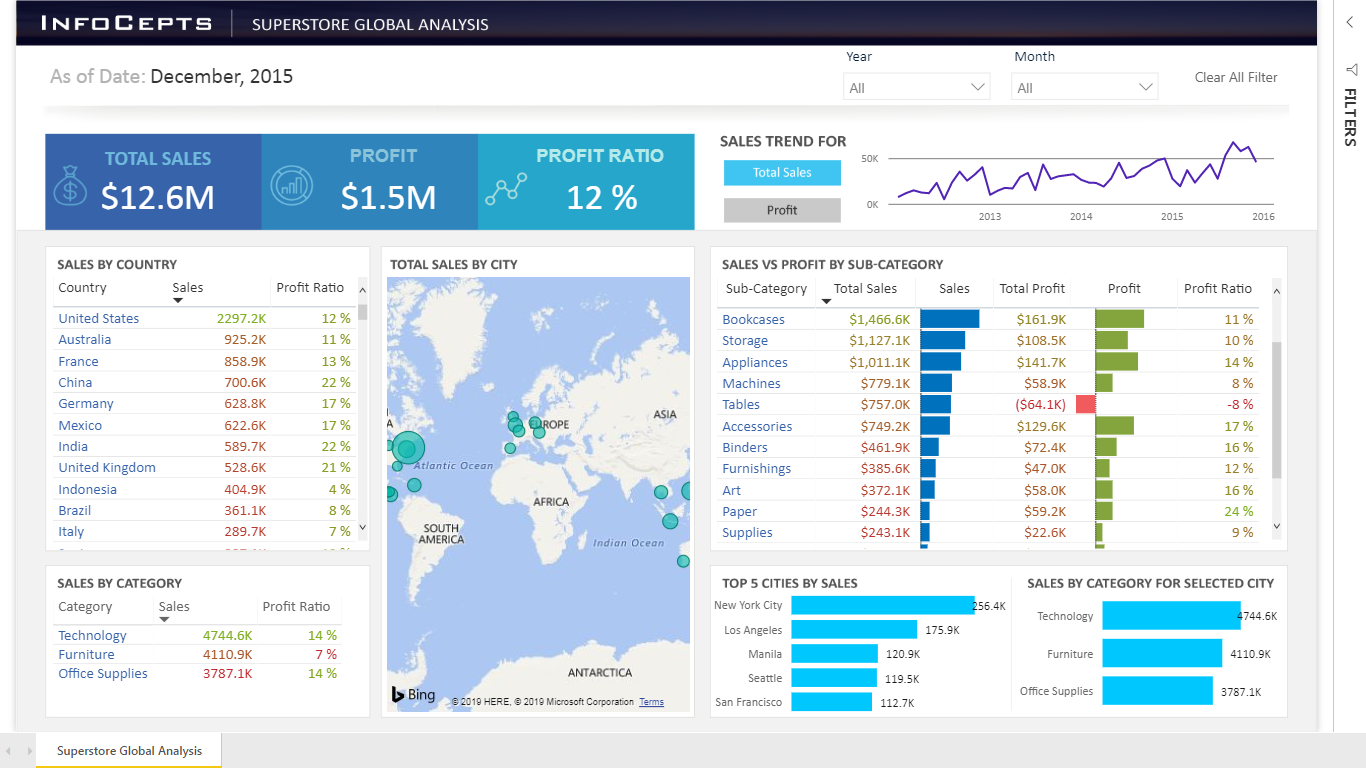 INFOCEPTS
SUPERSTORE GLOBAL ANALYSIS
As of Date: December, 2015
Year
All
Month
All
Clear All Filter
FILTERS
TOTAL SALES
$12.6M
PROFIT
$1.5M
PROFIT RATIO
12 %
SALES TREND FOR
Total Sales
Profit
50K
0K
2013 2014 2015 2016
SALES BY COUNTRY
Country Sales Profit Ratio
United States 2297.2K 12 %
Australia 925.2K 11 %
France 858.9K 13 %
China 700.6K 22 %
Germany 628.8K 17 %
Mexico 622.6K 17 %
India 589.7K 22 %
United Kingdom 528.6K 21 %
Indonesia 404.9K 4 %
Brazil 361.1K 8 %
Italy 289.7K 7 %
TOTAL SALES BY CITY
ASIA
EUROPE
Atlantic Ocean
AFRICA
SOUTH
AMERICA
Indian Ocean
ANTARCTICA
Bing
© 2019 HERE, © 2019 Microsoft Corporation Terms
SALES VS PROFIT BY SUB-CATEGORY
Sub-Category Total Sales Sales Total Profit Profit Profit Ratio
Bookcases $1,466.6K $161.9K 11 %
Storage $1,127.1K $108.5K 10 %
Appliances $1,011.1K $141.7K 14 %
Machines $779.1K $58.9K 8 %
Tables $757.0K ($64.1K) -8 %
Accessories $749.2K $129.6K 17 %
Binders $461.9K $72.4K 16 %
Furnishings $385.6K $47.0K 12 %
Art $372.1K $58.0K 16 %
Paper $244.3K $59.2K 24 %
Supplies $243.1K $22.6K 9 %
SALES BY CATEGORY
Category Sales Profit Ratio
Technology 4744.6K 14 %
Furniture 4110.9K 7 %
Office Supplies 3787.1K 14 %
TOP 5 CITIES BY SALES
New York City 256.4K
Los Angeles 175.9K
Manila 120.9K
Seattle 119.5K
San Francisco 112.7K
SALES BY CATEGORY FOR SELECTED CITY
Technology 4744.6K
Furniture 4110.9K
Office Supplies 3787.1K
Superstore Global Analysis